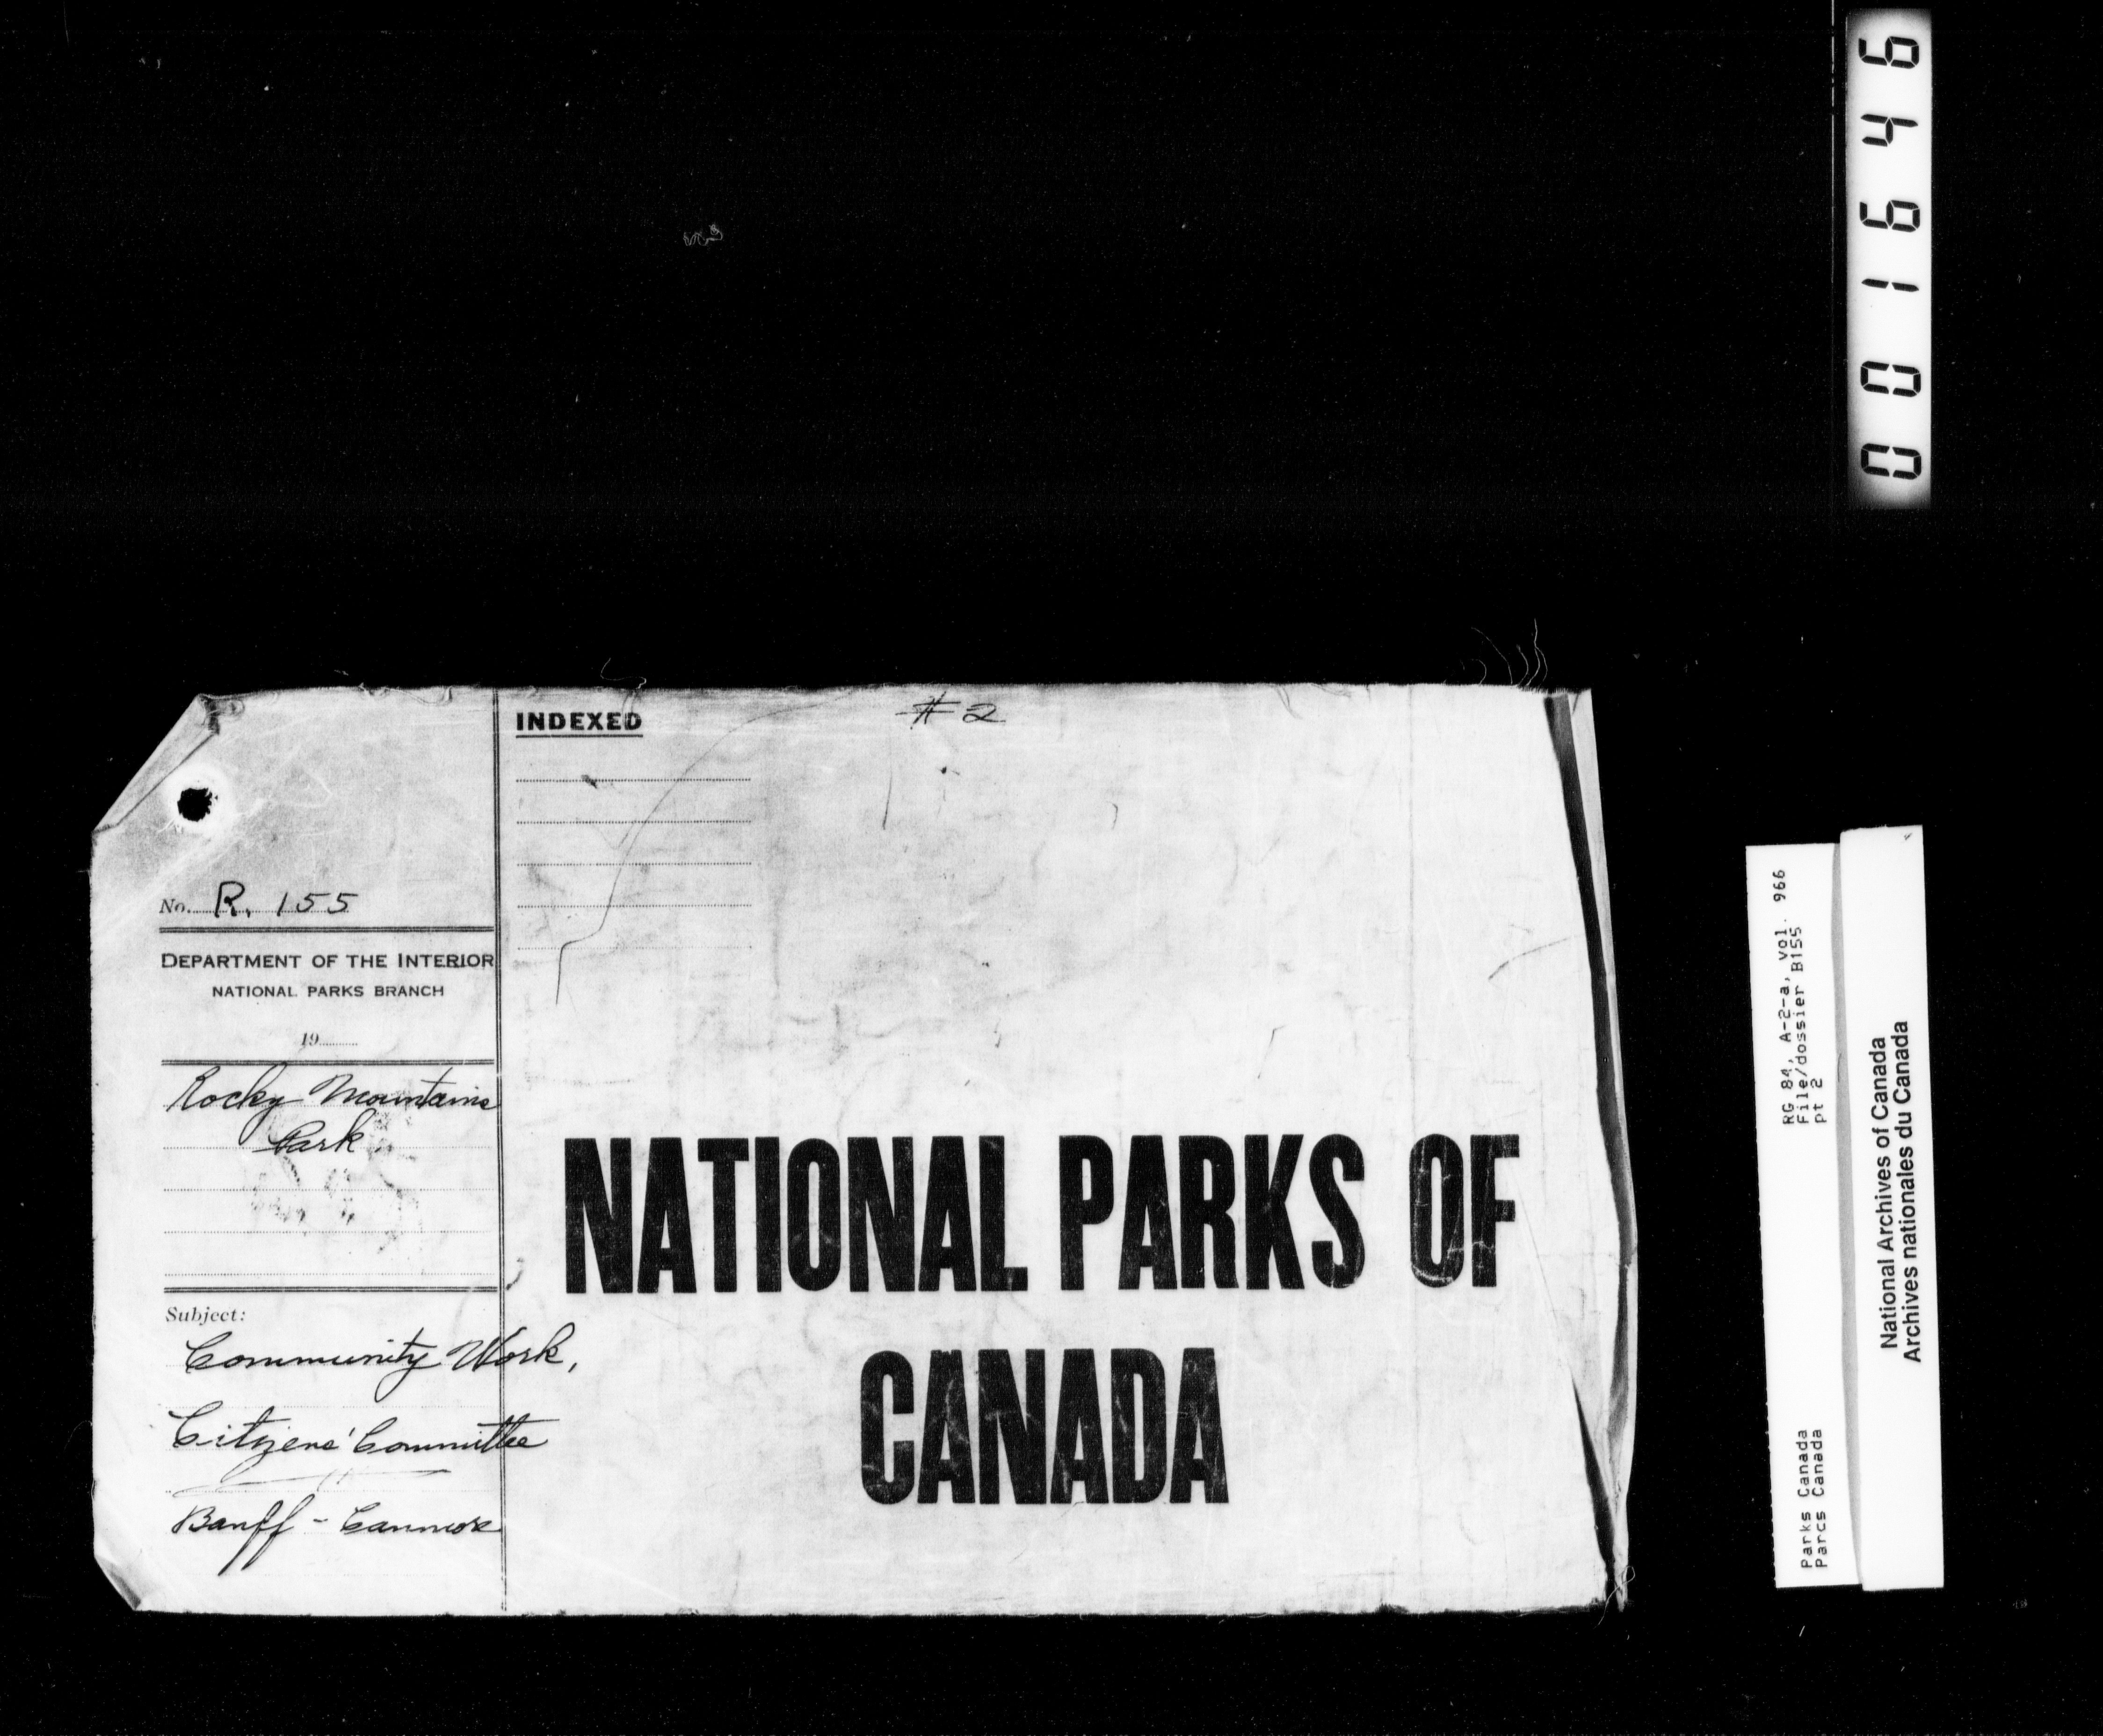 001646
INDEXED
#2
No. R. 155
DEPARTMENT OF THE INTERIOR
NATIONAL PARKS BRANCH
19
Rocky Mountains
Park
Subject:
Community Work,
Citizens' Committee
Banff - Canmore
NATIONAL PARKS OF
CANADA
RG 84, A-2-a, vol. 966
File/dossier B155
pt 2
Parks Canada
Parcs Canada
National Archives of Canada
Archives nationales du Canada